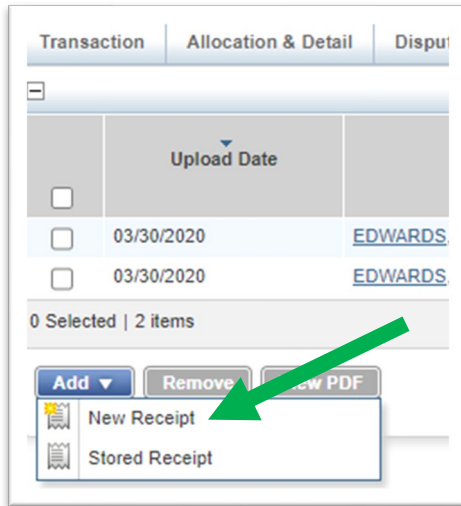 Transaction Allocation & Detail
Upload Date
03/30/2020 EDWARDS,
03/30/2020 EDWARDS,
0 Selected | 2 items
Add Remove PDF
New Receipt
Stored Receipt